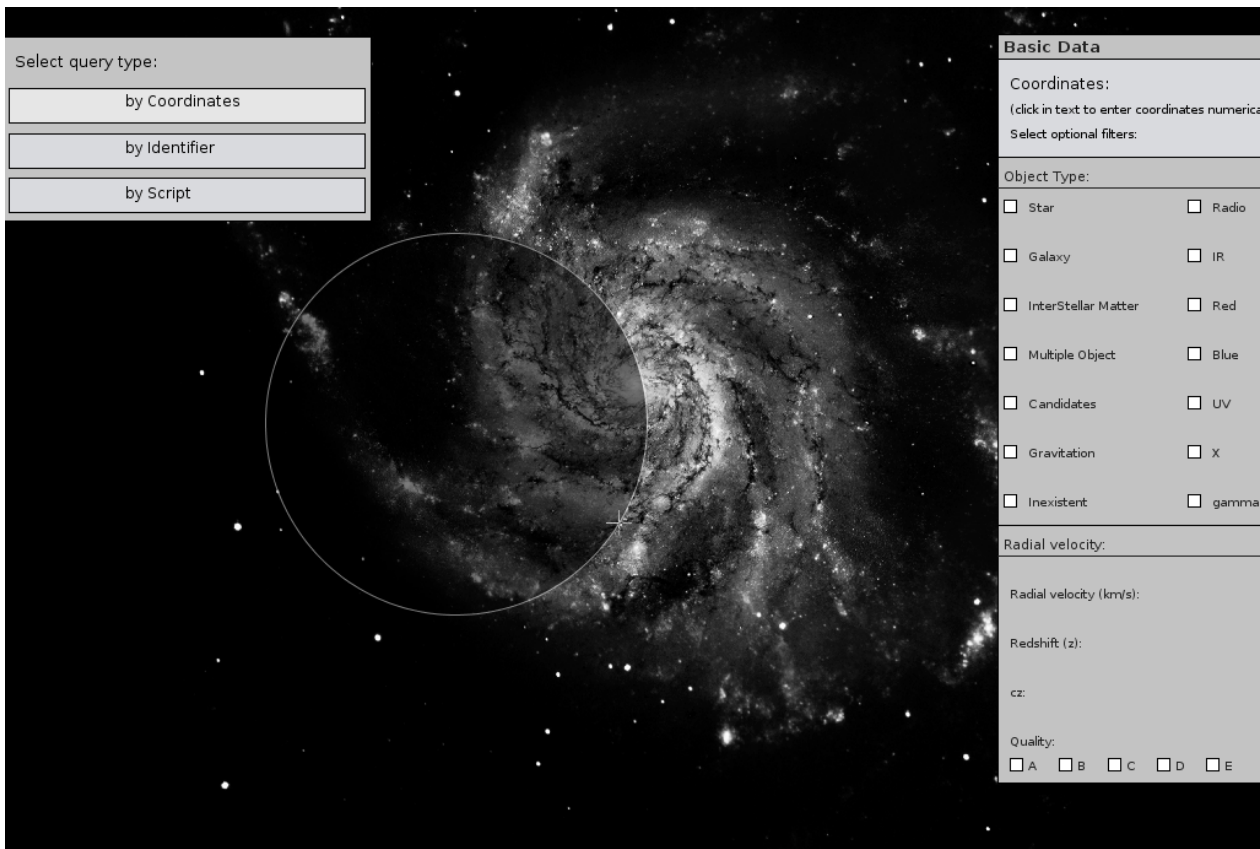 Select query type:
by Coordinates
by Identifier
by Script
Basic Data
Coordinates:
(click in text to enter coordinates numerica
Select optional filters:
Object Type:
Star Radio
Galaxy IR
InterStellar Matter Red
Multiple Object Blue
Candidates UV
Gravitation X
Inexistent gamma
Radial velocity:
Radial velocity (km/s):
Redshift (z):
cz:
Quality:
A B C D E